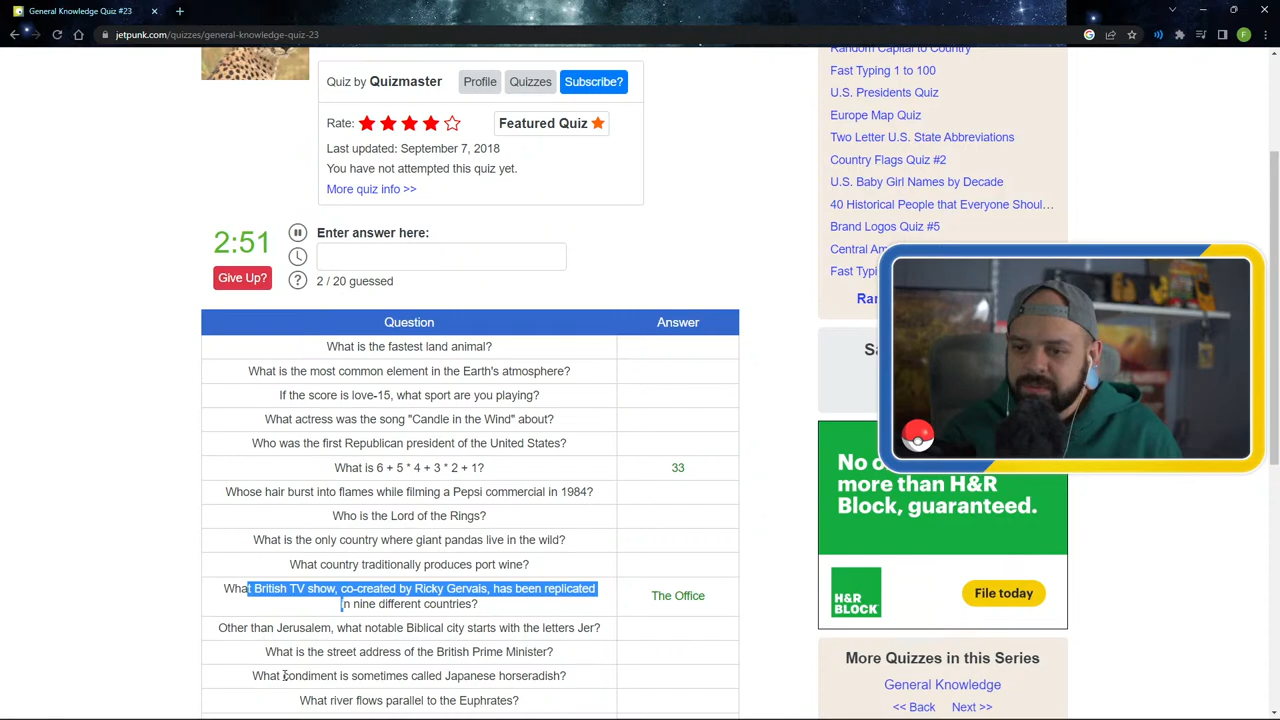 General Knowledge Quiz #23
jetpunk.com/quizzes/general-knowledge-quiz-23
Quiz by Quizmaster
Profile
Quizzes
Subscribe?
Rate:
Featured Quiz
Last updated: September 7, 2018
You have not attempted this quiz yet.
More quiz info >>
2:51
Give Up?
Enter answer here:
2 / 20 guessed
Question
Answer
What is the fastest land animal?
What is the most common element in the Earth's atmosphere?
If the score is love-15, what sport are you playing?
What actress was the song "Candle in the Wind" about?
Who was the first Republican president of the United States?
What is 6 + 5 * 4 + 3 * 2 + 1?
33
Whose hair burst into flames while filming a Pepsi commercial in 1984?
Who is the Lord of the Rings?
What is the only country where giant pandas live in the wild?
What country traditionally produces port wine?
What British TV show, co-created by Ricky Gervais, has been replicated
in nine different countries?
The Office
Other than Jerusalem, what notable Biblical city starts with the letters Jer?
What is the street address of the British Prime Minister?
What condiment is sometimes called Japanese horseradish?
What river flows parallel to the Euphrates?
Random Capital to Country
Fast Typing 1 to 100
U.S. Presidents Quiz
Europe Map Quiz
Two Letter U.S. State Abbreviations
Country Flags Quiz #2
U.S. Baby Girl Names by Decade
40 Historical People that Everyone Shoul...
Brand Logos Quiz #5
Central Am
Fast Typi
Ran
Sa
No o
more than H&R
Block, guaranteed.
H&R
BLOCK
File today
More Quizzes in this Series
General Knowledge
<< Back
Next >>
F